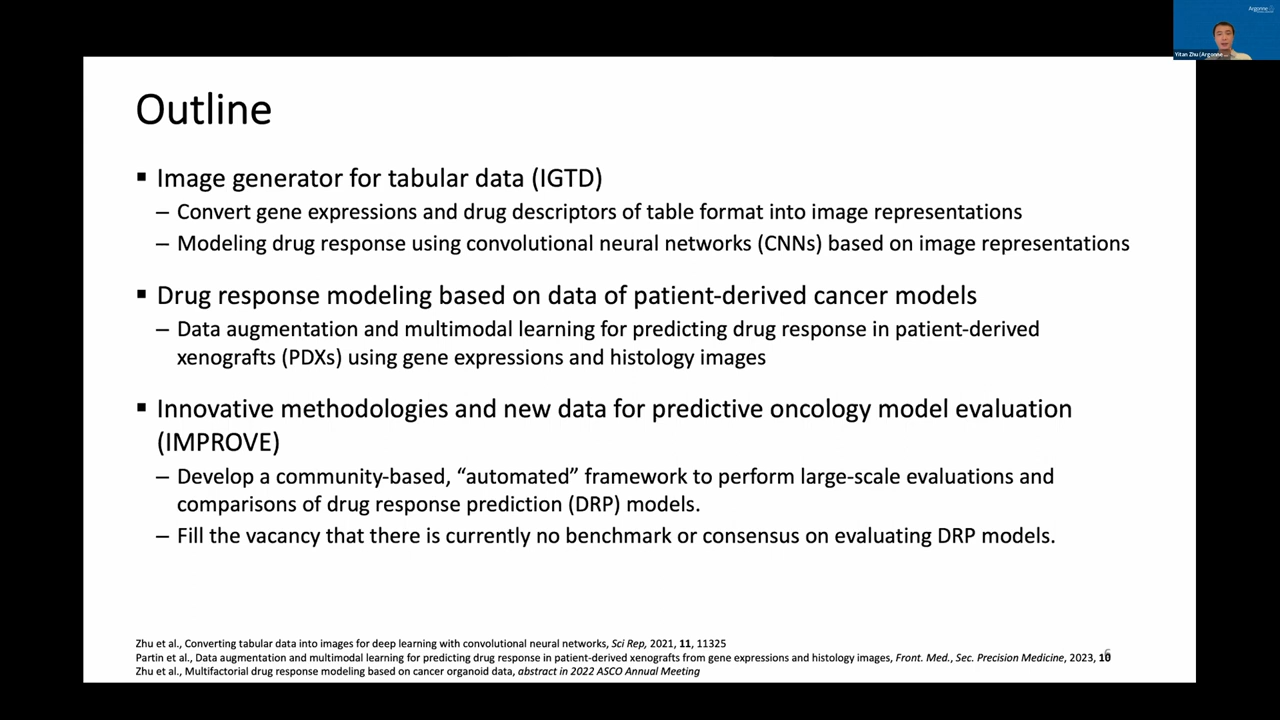 Argonne
Yitan Zhu (Argonne ...
Outline
▪ Image generator for tabular data (IGTD)
– Convert gene expressions and drug descriptors of table format into image representations
– Modeling drug response using convolutional neural networks (CNNs) based on image representations
▪ Drug response modeling based on data of patient-derived cancer models
– Data augmentation and multimodal learning for predicting drug response in patient-derived
xenografts (PDXs) using gene expressions and histology images
▪ Innovative methodologies and new data for predictive oncology model evaluation
(IMPROVE)
– Develop a community-based, “automated” framework to perform large-scale evaluations and
comparisons of drug response prediction (DRP) models.
– Fill the vacancy that there is currently no benchmark or consensus on evaluating DRP models.
Zhu et al., Converting tabular data into images for deep learning with convolutional neural networks, Sci Rep, 2021, 11, 11325
Partin et al., Data augmentation and multimodal learning for predicting drug response in patient-derived xenografts from gene expressions and histology images, Front. Med., Sec. Precision Medicine, 2023, 10
Zhu et al., Multifactorial drug response modeling based on cancer organoid data, abstract in 2022 ASCO Annual Meeting